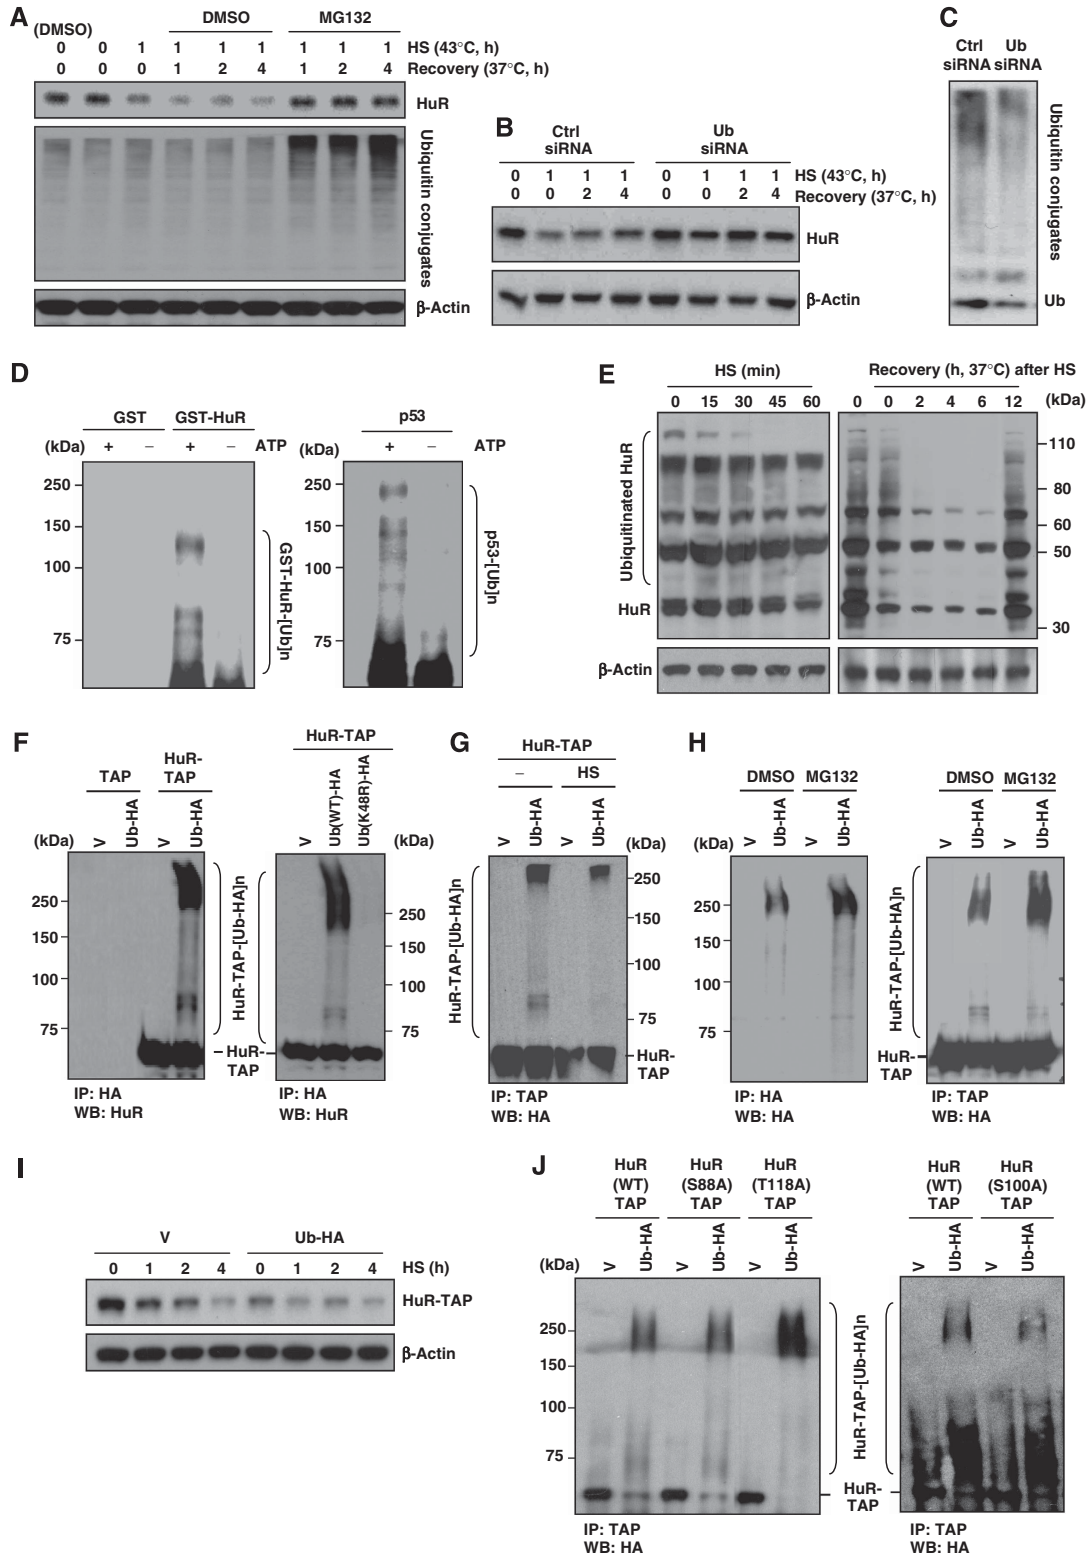 A
(DMSO)
DMSO
MG132
0 0 1 1 1 1 1 1 1 HS (43°C, h)
0 0 0 1 2 4 1 2 4 Recovery (37°C, h)
HuR
Ubiquitin conjugates
β-Actin
B
Ctrl siRNA
Ub siRNA
0 1 1 1 0 1 1 1 HS (43°C, h)
0 0 2 4 0 0 2 4 Recovery (37°C, h)
HuR
β-Actin
C
Ctrl siRNA
Ub siRNA
Ubiquitin conjugates
Ub
D
GST GST-HuR
(kDa) + – + – ATP
250
150
100
75
GST-HuR-[Ub]n
p53
(kDa) + – ATP
250
150
100
75
p53-[Ub]n
E
HS (min)
0 15 30 45 60
Recovery (h, 37°C) after HS
0 0 2 4 6 12 (kDa)
Ubiquitinated HuR
HuR
β-Actin
110
80
60
50
30
F
TAP
HuR-TAP
(kDa) V Ub-HA V Ub-HA
250
150
100
75
HuR-TAP-[Ub-HA]n
HuR-TAP
IP: HA
WB: HuR
HuR-TAP
V Ub(WT)-HA Ub(K48R)-HA (kDa)
250
150
100
75
IP: HA
WB: HuR
G
HuR-TAP
– HS
V Ub-HA V Ub-HA (kDa)
250
150
100
75
HuR-TAP-[Ub-HA]n
HuR-TAP
IP: TAP
WB: HA
H
DMSO MG132
(kDa) V Ub-HA V Ub-HA
250
150
100
75
IP: HA
WB: HA
DMSO MG132
V Ub-HA V Ub-HA
HuR-TAP-[Ub-HA]n
HuR-TAP
IP: TAP
WB: HA
I
V Ub-HA
0 1 2 4 0 1 2 4 HS (h)
HuR-TAP
β-Actin
J
HuR (WT) TAP
HuR (S88A) TAP
HuR (T118A) TAP
(kDa) V Ub-HA V Ub-HA V Ub-HA
250
150
100
75
HuR-TAP-[Ub-HA]n
HuR-TAP
IP: TAP
WB: HA
HuR (WT) TAP
HuR (S100A) TAP
V Ub-HA V Ub-HA
IP: TAP
WB: HA